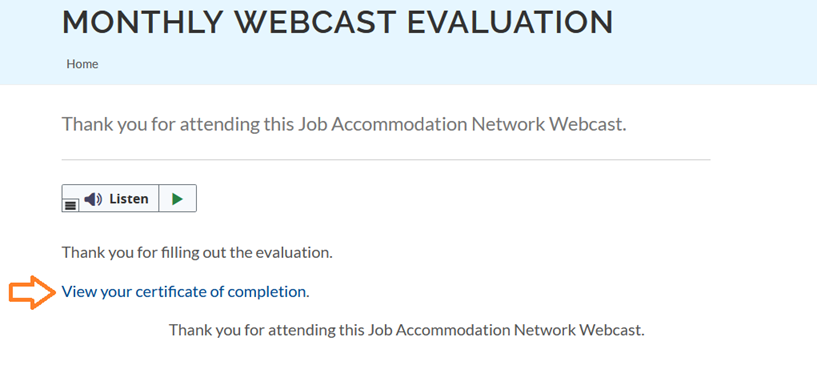 MONTHLY WEBCAST EVALUATION
Home
Thank you for attending this Job Accommodation Network Webcast.
Listen
Thank you for filling out the evaluation.
View your certificate of completion.
Thank you for attending this Job Accommodation Network Webcast.